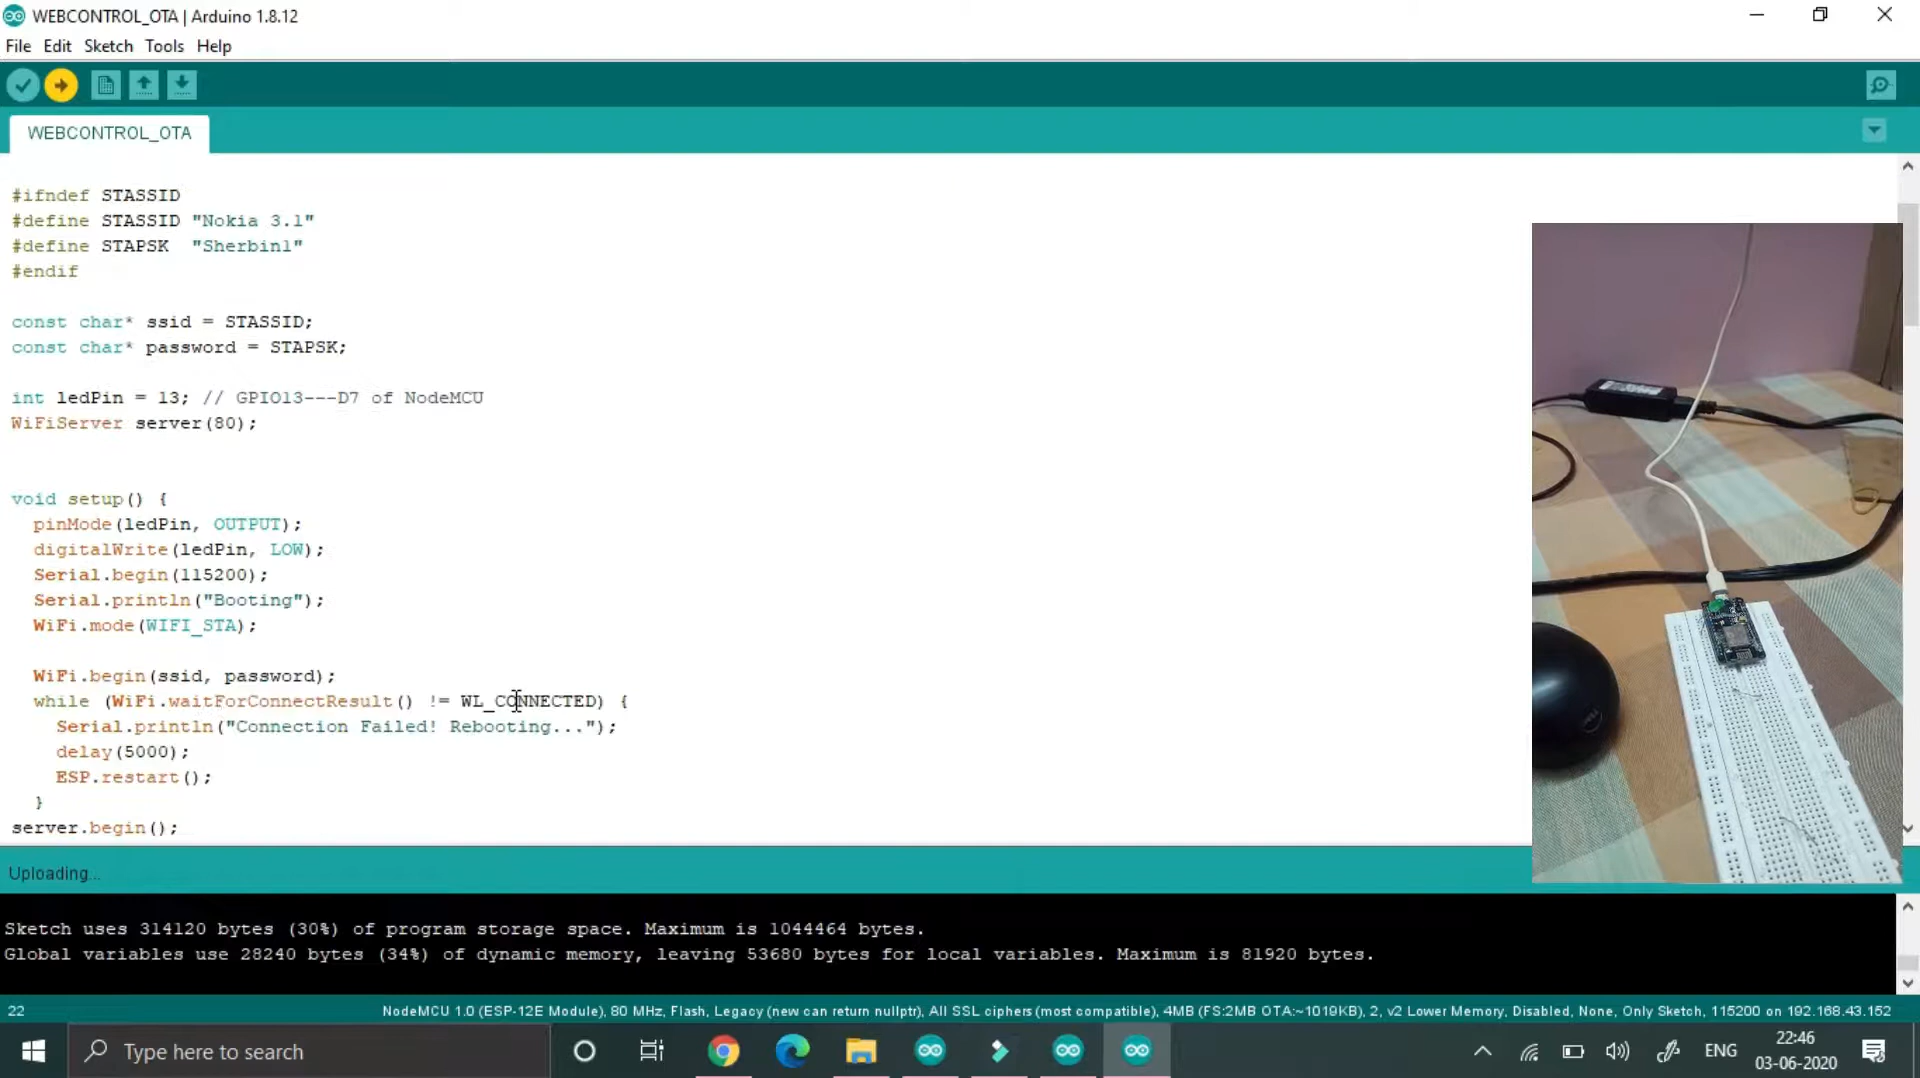 WEBCONTROL_OTA | Arduino 1.8.12
File Edit Sketch Tools Help
WEBCONTROL_OTA
#ifndef STASSID
#define STASSID "Nokia 3.1"
#define STAPSK "Sherbin1"
#endif
const char* ssid = STASSID;
const char* password = STAPSK;
int ledPin = 13; // GPIO13---D7 of NodeMCU
WiFiServer server(80);
void setup() {
pinMode(ledPin, OUTPUT);
digitalWrite(ledPin, LOW);
Serial.begin(115200);
Serial.println("Booting");
WiFi.mode(WIFI_STA);
WiFi.begin(ssid, password);
while (WiFi.waitForConnectResult() != WL_CONNECTED) {
Serial.println("Connection Failed! Rebooting...");
delay(5000);
ESP.restart();
}
server.begin();
Uploading...
Sketch uses 314120 bytes (30%) of program storage space. Maximum is 1044464 bytes.
Global variables use 28240 bytes (34%) of dynamic memory, leaving 53680 bytes for local variables. Maximum is 81920 bytes.
22 NodeMCU 1.0 (ESP-12E Module), 80 MHz, Flash, Legacy (new can return nullptr), All SSL ciphers (most compatible), 4MB (FS:2MB OTA:~1019KB), 2, v2 Lower Memory, Disabled, None, Only Sketch, 115200 on 192.168.43.152
Type here to search
ENG
22:46
03-06-2020